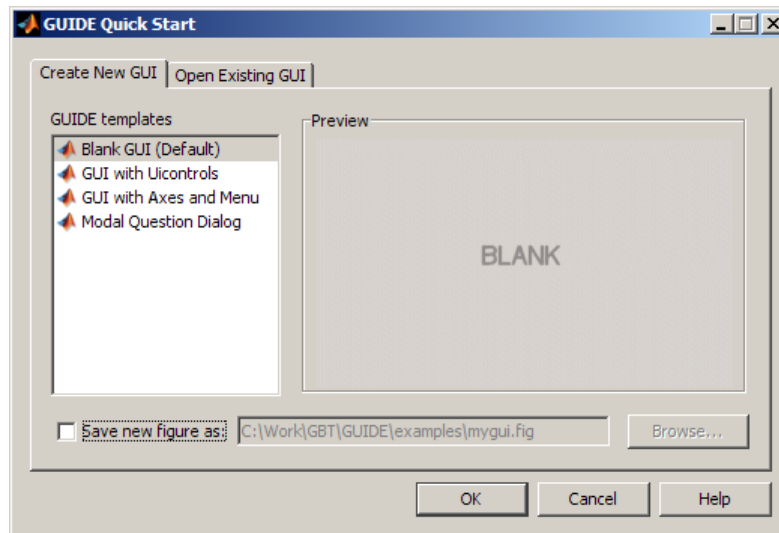 GUIDE Quick Start
Create New GUI
Open Existing GUI
GUIDE templates
Blank GUI (Default)
GUI with Uicontrols
GUI with Axes and Menu
Modal Question Dialog
Preview
BLANK
Save new figure as:
C:\Work\GBT\GUIDE\examples\mygui.fig
Browse...
OK
Cancel
Help